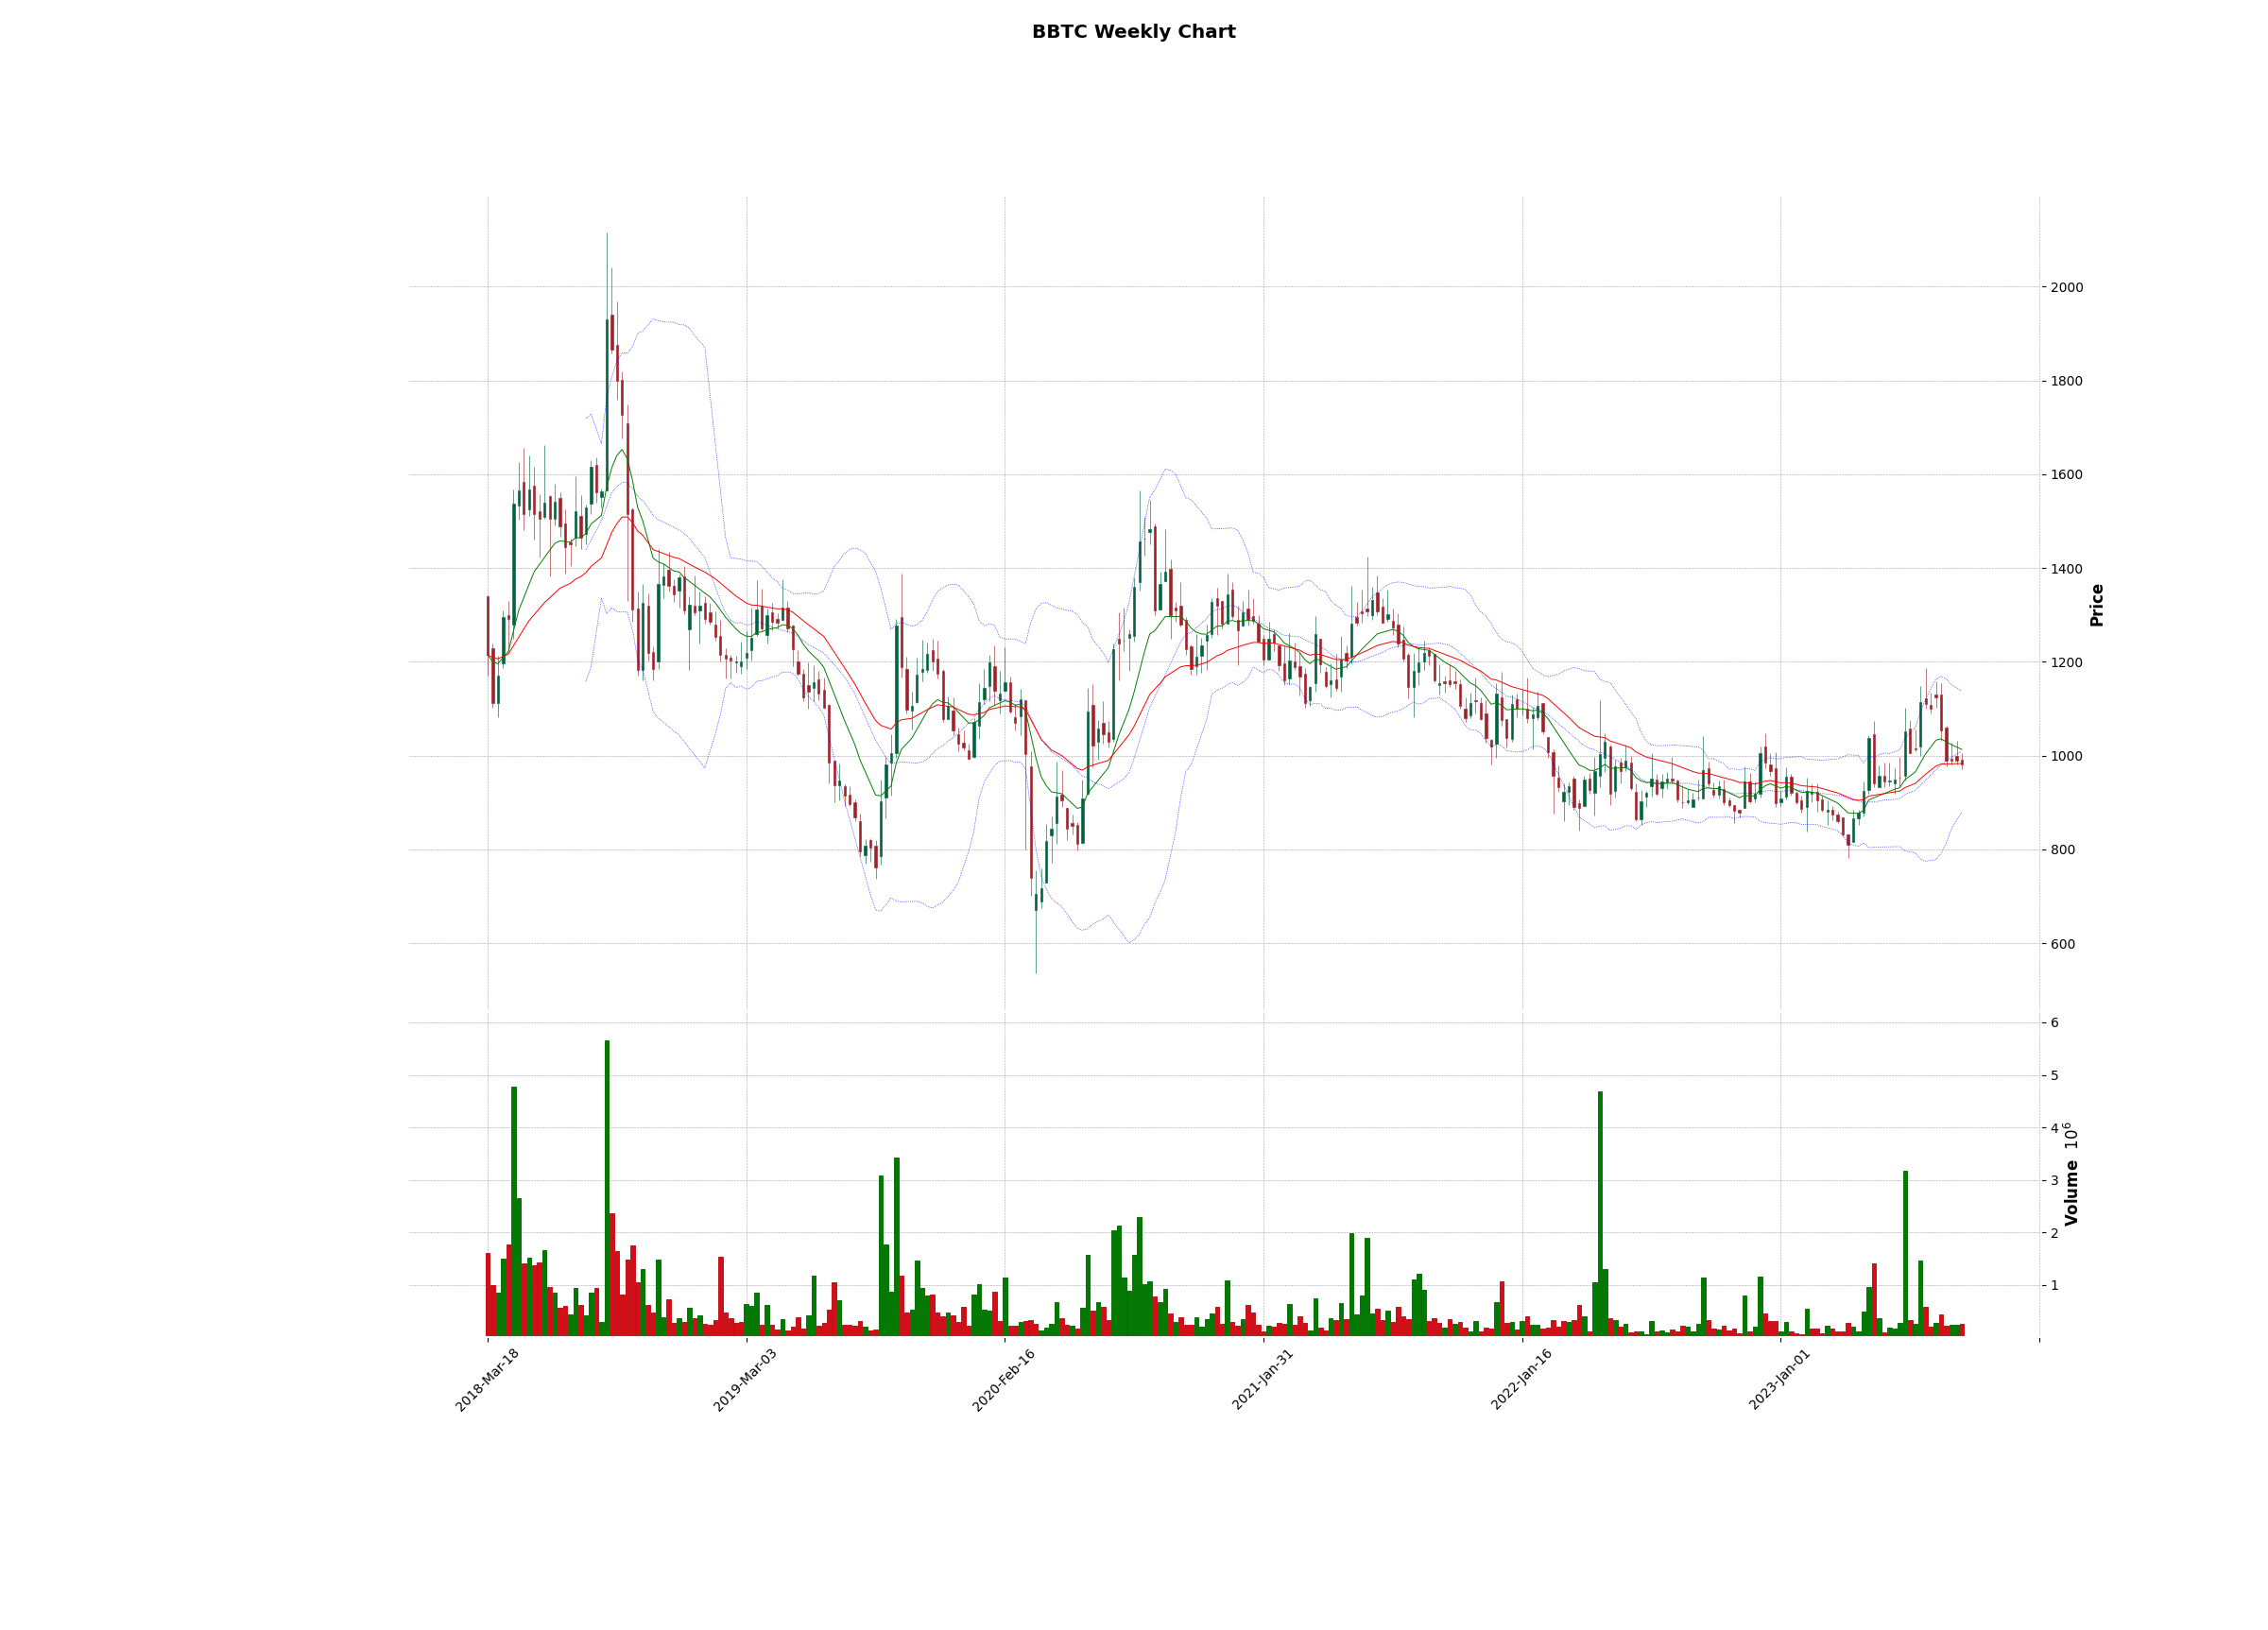 BBTC Weekly Chart
2000
1800
1600
1400
1200
1000
800
600
Price
6
5
4
3
2
1
Volume 10^6
2018-Mar-18
2019-Mar-03
2020-Feb-16
2021-Jan-31
2022-Jan-16
2023-Jan-01